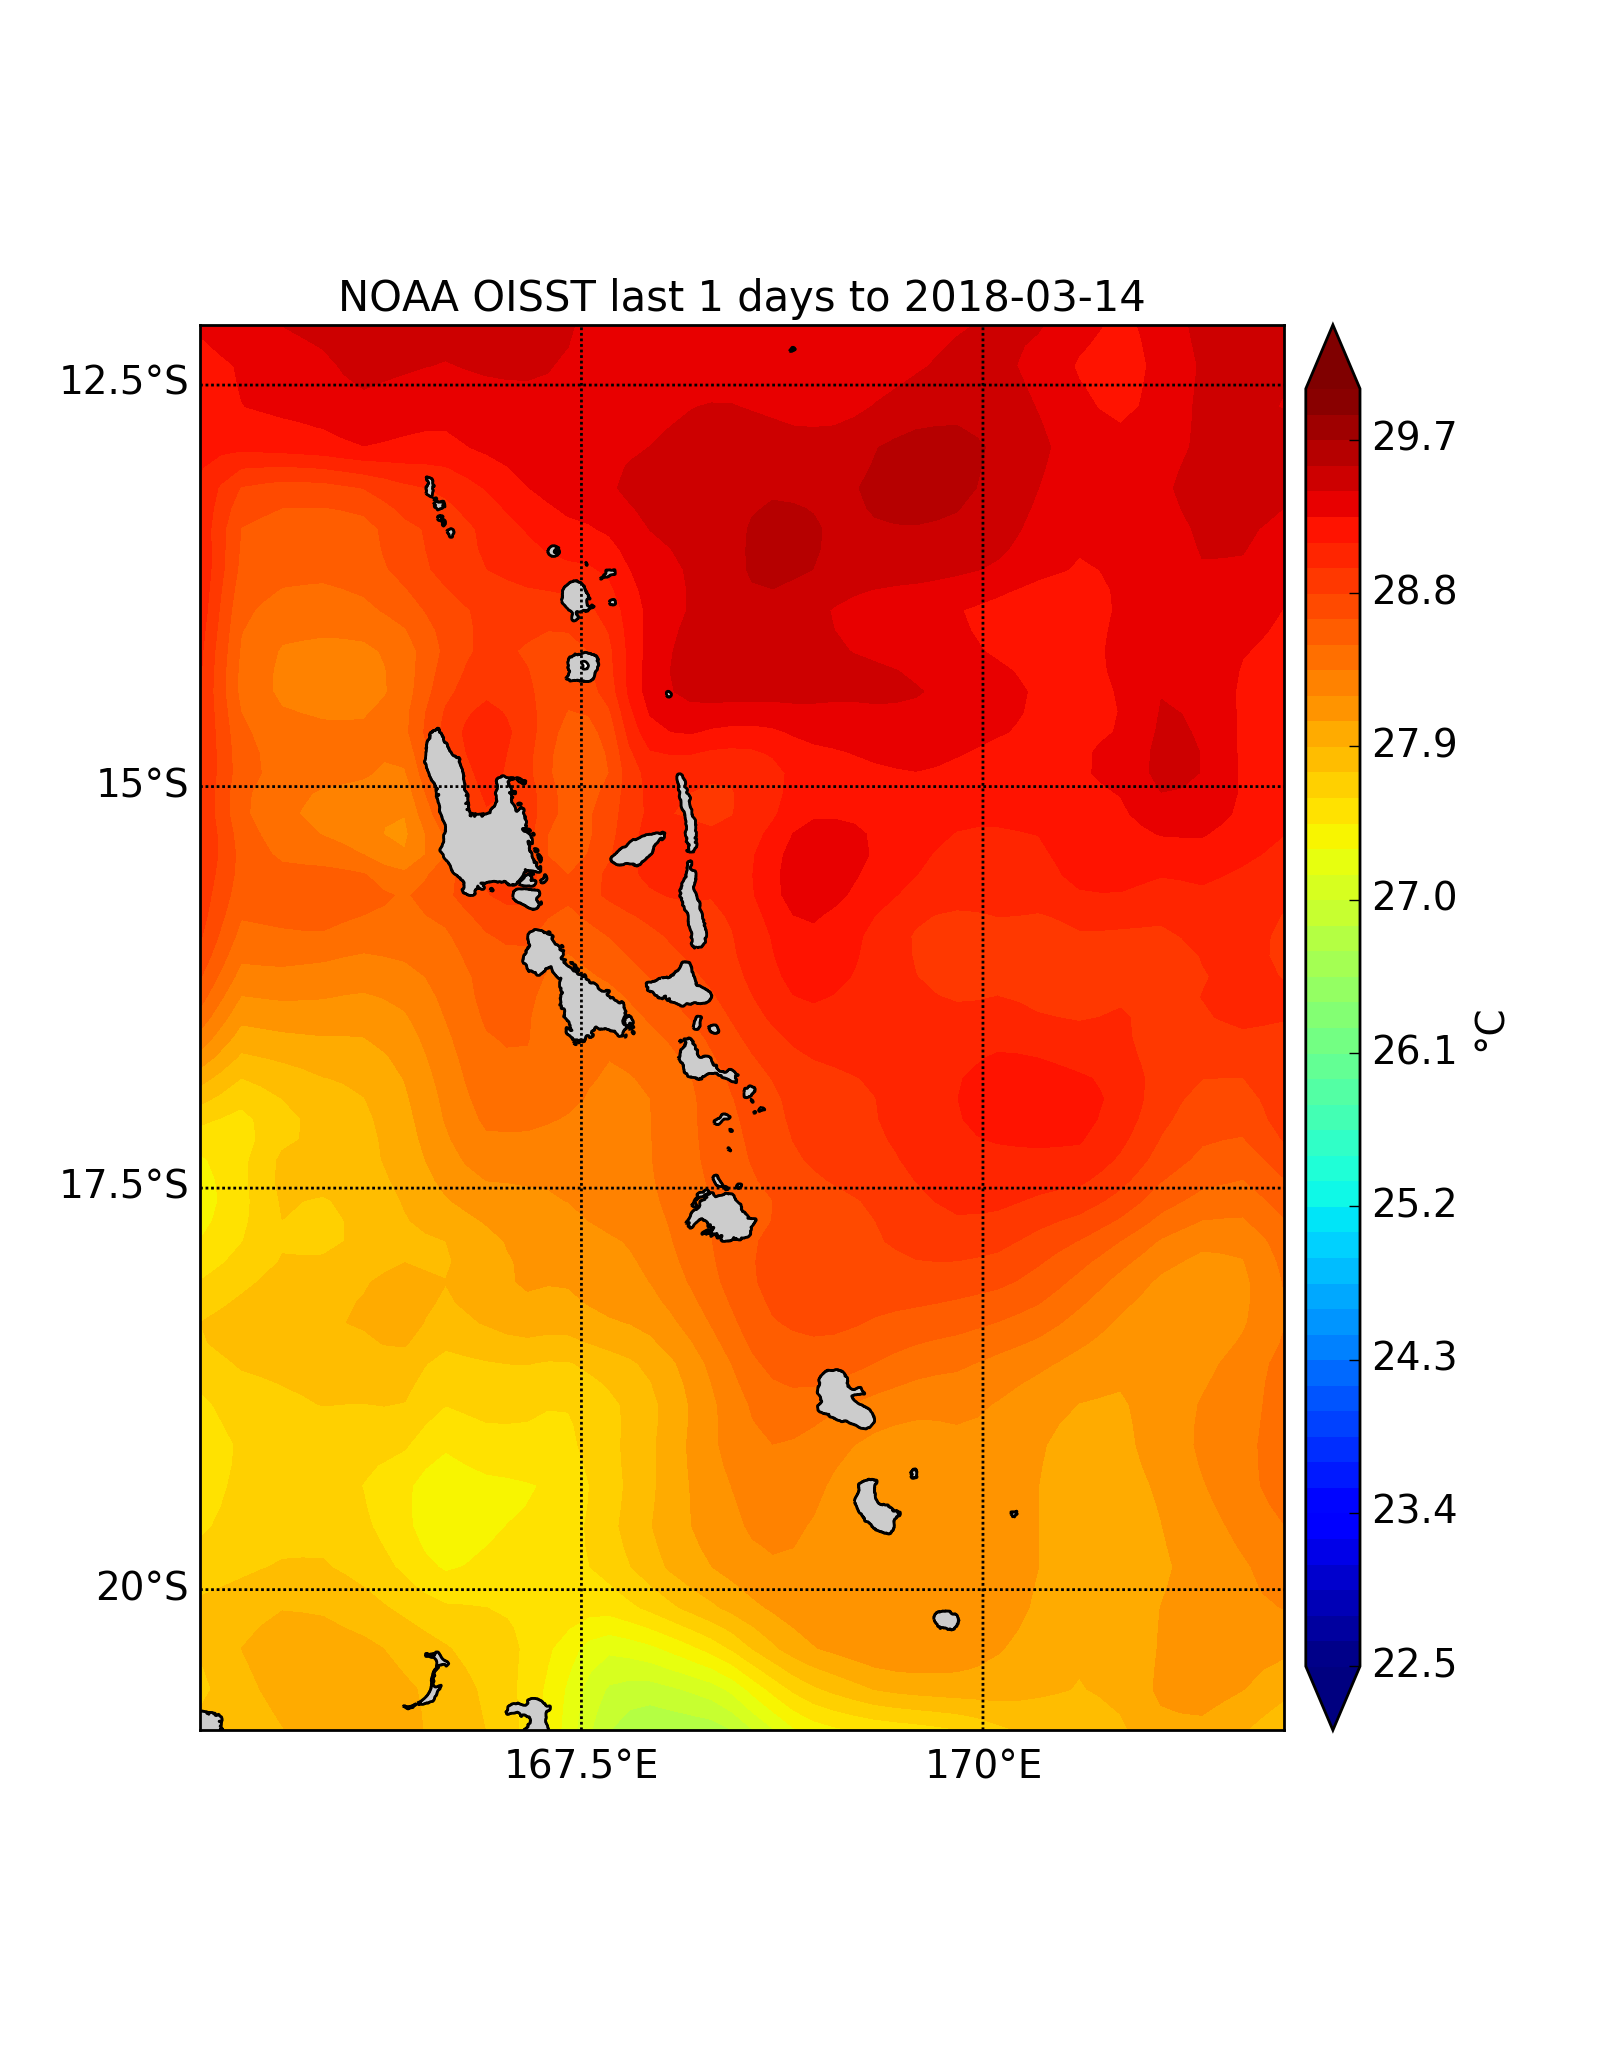 NOAA OISST last 1 days to 2018-03-14
12.5°S
15°S
17.5°S
20°S
167.5°E
170°E
29.7
28.8
27.9
27.0
26.1
25.2
24.3
23.4
22.5
°C